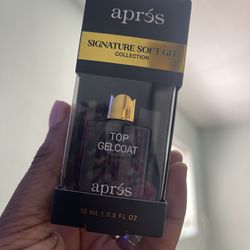 aprés
SIGNATURE SOFT GEL
COLLECTION
TOP
GELCOAT
aprés
15 ML | 0.5 FL OZ